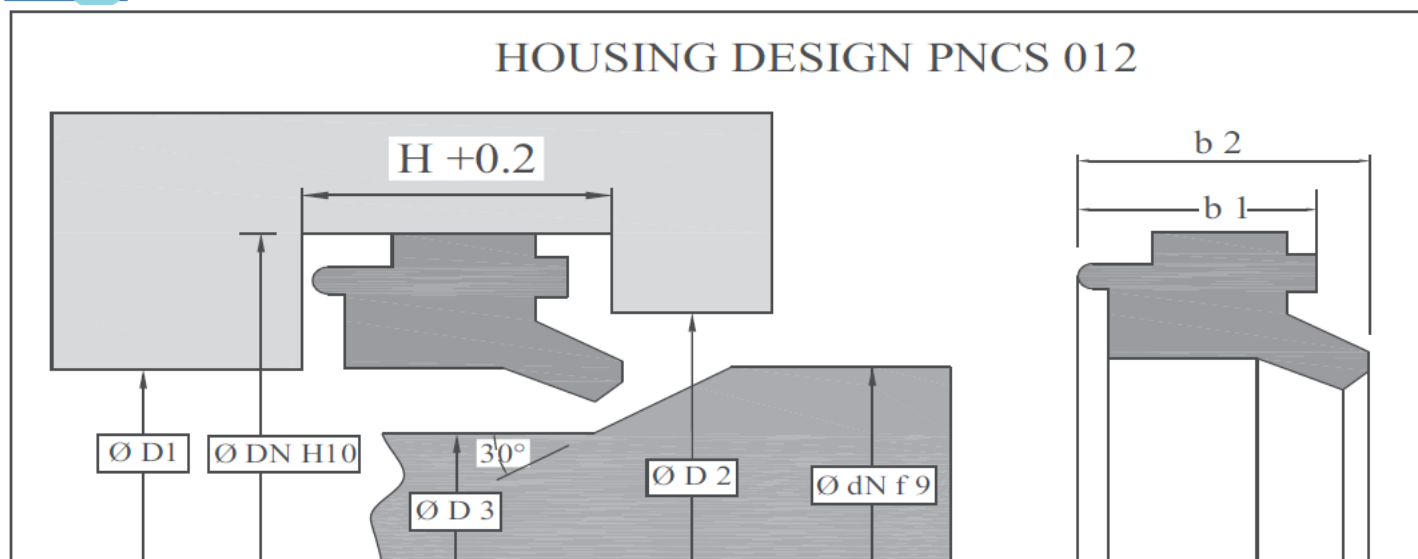 HOUSING DESIGN PNCS 012
H +0.2
b 2
b 1
Ø D1
Ø DN H10
30°
Ø D 3
Ø D 2
Ø dN f 9